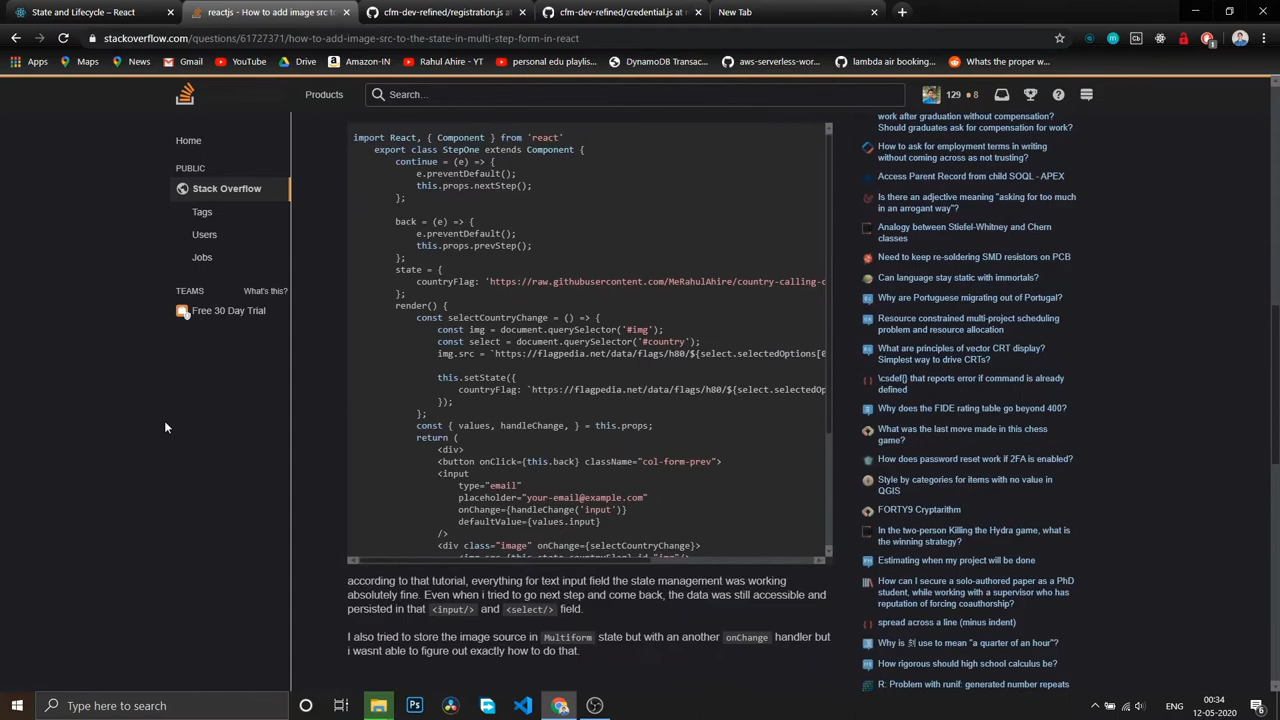 State and Lifecycle – React
reactjs - How to add image src to
cfm-dev-refined/registration.js at
cfm-dev-refined/credential.js at
New Tab
stackoverflow.com/questions/61727371/how-to-add-image-src-to-the-state-in-multi-step-form-in-react
Apps
Maps
News
Gmail
YouTube
Drive
Amazon-IN
Rahul Ahire - YT
personal edu playlis...
DynamoDB Transac...
aws-serverless-wor...
lambda air booking...
Whats the proper w...
Products
Search...
129
8
Home
PUBLIC
Stack Overflow
Tags
Users
Jobs
TEAMS
What's this?
Free 30 Day Trial
import React, { Component } from 'react'
export class StepOne extends Component {
continue = (e) => {
e.preventDefault();
this.props.nextStep();
};
back = (e) => {
e.preventDefault();
this.props.prevStep();
};
state = {
countryFlag: 'https://raw.githubusercontent.com/MeRahulAhire/country-calling-c
};
render() {
const selectCountryChange = () => {
const img = document.querySelector('#img');
const select = document.querySelector('#country');
img.src = `https://flagpedia.net/data/flags/h80/${select.selectedOptions[0
this.setState({
countryFlag: `https://flagpedia.net/data/flags/h80/${select.selectedOp
});
};
const { values, handleChange, } = this.props;
return (
<div>
<button onClick={this.back} className="col-form-prev">
<input
type="email"
placeholder="your-email@example.com"
onChange={handleChange('input')}
defaultValue={values.input}
/>
<div class="image" onChange={selectCountryChange}>
<img src={this.state.countryFlag} id="img"/>
according to that tutorial, everything for text input field the state management was working
absolutely fine. Even when i tried to go next step and come back, the data was still accessible and
persisted in that <input/> and <select/> field.
I also tried to store the image source in Multiform state but with an another onChange handler but
i wasnt able to figure out exactly how to do that.
work after graduation without compensation?
Should graduates ask for compensation for work?
How to ask for employment terms in writing
without coming across as not trusting?
Access Parent Record from child SOQL - APEX
Is there an adjective meaning "asking for too much
in an arrogant way"?
Analogy between Stiefel-Whitney and Chern
classes
Need to keep re-soldering SMD resistors on PCB
Can language stay static with immortals?
Why are Portuguese migrating out of Portugal?
Resource constrained multi-project scheduling
problem and resource allocation
What are principles of vector CRT display?
Simplest way to drive CRTs?
\csdef{} that reports error if command is already
defined
Why does the FIDE rating table go beyond 400?
What was the last move made in this chess
game?
How does password reset work if 2FA is enabled?
Style by categories for items with no value in
QGIS
FORTY9 Cryptarithm
In the two-person Killing the Hydra game, what is
the winning strategy?
Estimating when my project will be done
How can I secure a solo-authored paper as a PhD
student, while working with a supervisor who has
reputation of forcing coauthorship?
spread across a line (minus indent)
Why is 刻 use to mean "a quarter of an hour"?
How rigorous should high school calculus be?
R: Problem with runif: generated number repeats
Type here to search
ENG
00:34
12-05-2020
6